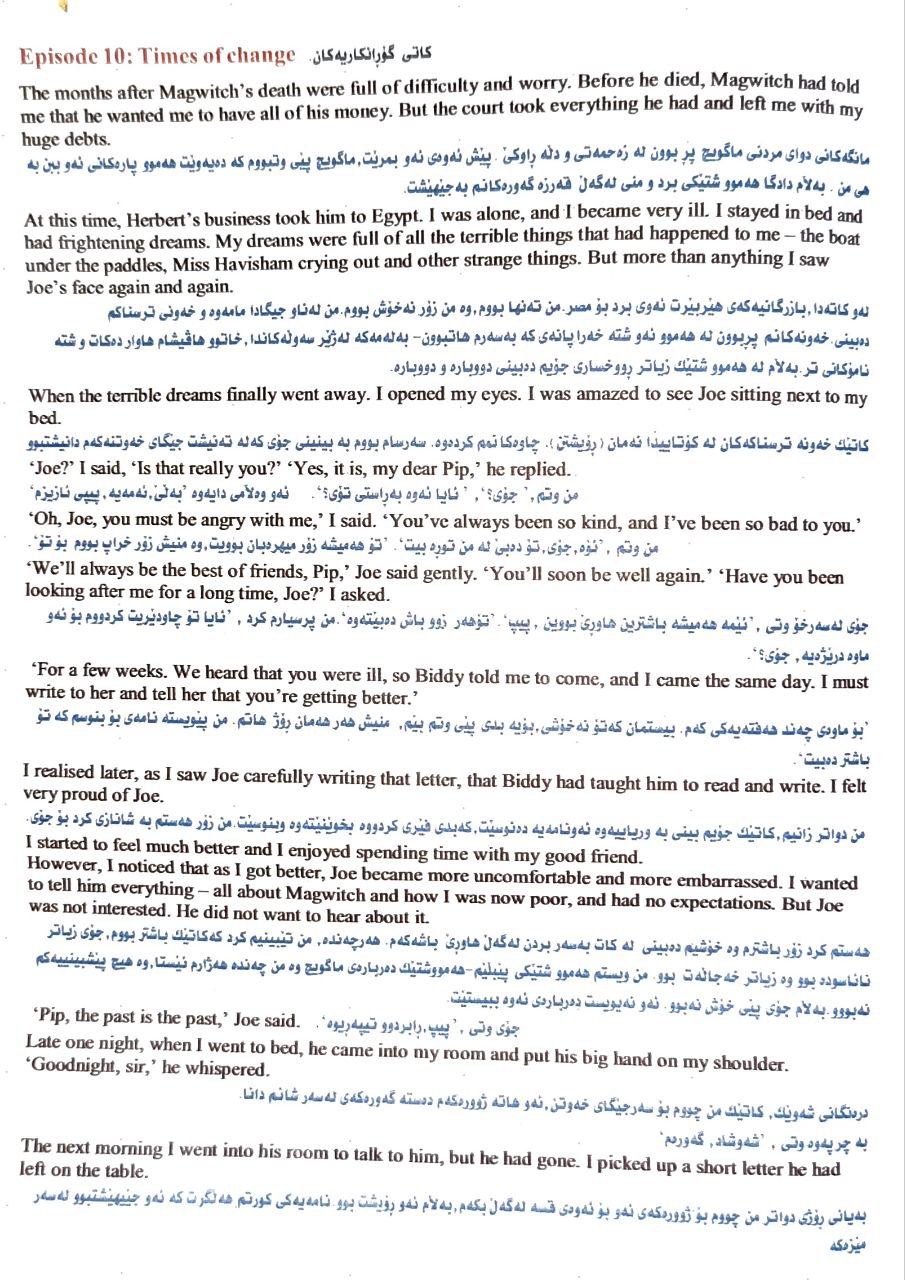 Episode 10: Times of change کاتی گۆڕانکاریەکان.
The months after Magwitch's death were full of difficulty and worry. Before he died, Magwitch had told
me that he wanted me to have all of his money. But the court took everything he had and left me with my
huge debts.
مانگەکانی دوای مردنی ماگویچ پڕ بوون لە زەحمەتی و دڵە ڕاوکێ. پێش ئەوەی ئەو بمرێت,ماگویچ پێی وتبووم کە دەیەوێت هەموو پارەکانی ئەو ببن بە
هی من. بەلاَم دادگا هەموو شتێکی برد و منی لەگەڵ قەرزە گەورەکانم بەجێهێشت.
At this time, Herbert's business took him to Egypt. I was alone, and I became very ill. I stayed in bed and
had frightening dreams. My dreams were full of all the terrible things that had happened to me – the boat
under the paddles, Miss Havisham crying out and other strange things. But more than anything I saw
Joe's face again and again.
لەو کاتەدا, بازرگانیەکەی هێربێرت ئەوی برد بۆ میسر. من تەنها بووم,وە من زۆر نەخۆش بووم.من لەناو جێگادا مامەوە و خەونی ترسناکم
دەبینی.خەونەکانم پڕبوون لە هەموو ئەو شتە خەراپانەی کە بەسەرم هاتبوون- بەلەمەکە لەژێر سەوڵەکاندا,خاتوو هاڤیشام هاوار دەکات و شتە
نامۆکانی تر.بەلاَم لە هەموو شتێک زیاتر ڕووخساری جۆیم دەبینی دووبارە و دووبارە.
When the terrible dreams finally went away. I opened my eyes. I was amazed to see Joe sitting next to my
bed.
کاتێک خەونە ترسناکەکان لە کۆتاییدا نەمان (ڕۆیشتن). چاوەکانمم کردەوە. سەرسام بووم بە بینینی جۆی کەلە تەنیشت جێگای خەوتنەکەم دانیشتبوو
'Joe?' I said, 'Is that really you?' 'Yes, it is, my dear Pip,' he replied.
من وتم, 'جۆی؟', 'ئایا ئەوە بەڕاستی تۆی؟'. ئەو وەلاَمی دایەوە 'بەڵێ,ئەمەیە,پیپی ئازیزم'
'Oh, Joe, you must be angry with me,' I said. 'You've always been so kind, and I've been so bad to you.'
من وتم, 'ئۆە,جۆی,تۆ دەبێ لە من تورە بیت'. 'تۆ هەمیشە زۆر میهرەبان بوویت,وە منیش زۆر خراپ بووم بۆ تۆ'.
'We'll always be the best of friends, Pip,' Joe said gently. 'You'll soon be well again.' 'Have you been
looking after me for a long time, Joe?' I asked.
جۆی لەسەرخۆ وتی, 'ئێمە هەمیشە باشترین هاوڕێ بووین, پیپ'. 'تۆهەر زوو باش دەبێتەوە'.من پرسیارم کرد, 'ئایا تۆ چاودێریت کردووم بۆ ئەو
ماوە درێژەیە, جۆی؟'.
'For a few weeks. We heard that you were ill, so Biddy told me to come, and I came the same day. I must
write to her and tell her that you're getting better.'
'بۆ ماوەی چەند هەفتەیەکی کەم. بیستمان کەتۆ نەخۆشی,بۆیە بدی پێی وتم بێم, منیش هەر هەمان ڕۆژ هاتم. من پێویستە نامەی بۆ بنوسم کە تۆ
باشتر دەبیت'.
I realised later, as I saw Joe carefully writing that letter, that Biddy had taught him to read and write. I felt
very proud of Joe.
من دواتر زانیم,کاتێک جۆیم بینی بە وریاییەوە ئەونامەیە دەنوسێت,کەبدی فێری کردووە بخوێنێتەوە وبنوسێت.من زۆر هەستم بە شانازی کرد بۆ جۆی.
I started to feel much better and I enjoyed spending time with my good friend.
However, I noticed that as I got better, Joe became more uncomfortable and more embarrassed. I wanted
to tell him everything – all about Magwitch and how I was now poor, and had no expectations. But Joe
was not interested. He did not want to hear about it.
هەستم کرد زۆر باشترم وە خۆشیم دەبینی لە کات بەسەر بردن لەگەڵ هاوڕێ باشەکەم. هەرچەندە, من تێبینیم کرد کەکاتێک باشتر بووم,جۆی زیاتر
نائاسودە بوو وە زیاتر خەجاڵەت بوو. من ویستم هەموو شتێکی پێبڵێم-هەمووشتێک دەربارەی ماگویچ وە من چەندە هەژارم ئێستا,وە هیچ پێشبینییەکم
نەبووو.بەلاَم جۆی پێی خۆش نەبوو. ئەو نەیویست دەربارەی ئەوە ببیستێت.
'Pip, the past is the past,' Joe said. جۆی وتی, 'پیپ,ڕابردوو تێپەڕیوە'.
Late one night, when I went to bed, he came into my room and put his big hand on my shoulder.
'Goodnight, sir,' he whispered.
درەنگانی شەوێک, کاتێک من چووم بۆ سەرجێگای خەوتن,ئەو هاتە ژوورەکەم دەستە گەورەکەی لەسەر شانم دانا.
بە چرپەوە وتی, 'شەوشاد, گەورەم'
The next morning I went into his room to talk to him, but he had gone. I picked up a short letter he had
left on the table.
بەیانی ڕۆژی دواتر من چووم بۆ ژوورەکەی ئەو بۆ ئەوەی قسە لەگەڵ بکەم,بەلاَم ئەو ڕۆیشت بوو.نامەیەکی کورتم هەڵگرت کە ئەو جێیهێشتبوو لەسەر
مێزەکە